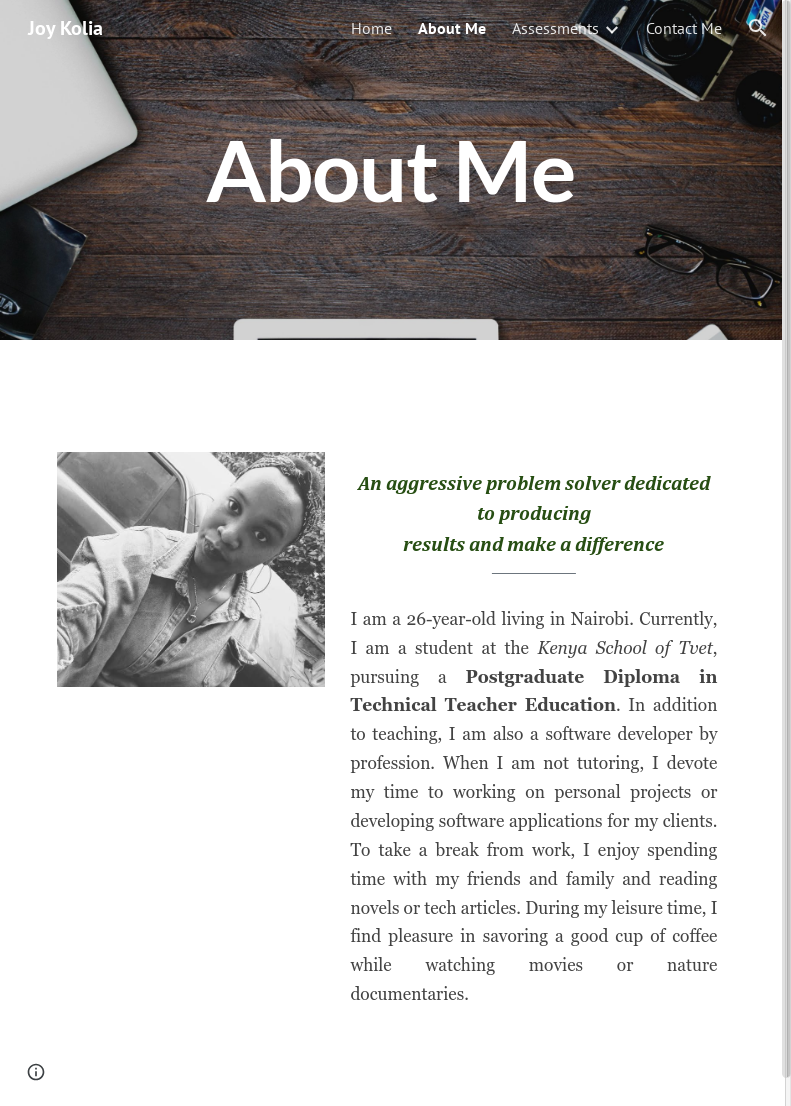 Joy Kolia
Home
About Me
Assessments
Contact Me
VISA
Nikon
About Me
KIA
An aggressive problem solver dedicated
to producing
results and make a difference
I am a 26-year-old living in Nairobi. Currently,
I am a student at the Kenya School of Tvet,
pursuing a Postgraduate Diploma in
Technical Teacher Education. In addition
to teaching, I am also a software developer by
profession. When I am not tutoring, I devote
my time to working on personal projects or
developing software applications for my clients.
To take a break from work, I enjoy spending
time with my friends and family and reading
novels or tech articles. During my leisure time, I
find pleasure in savoring a good cup of coffee
while watching movies or nature
documentaries.